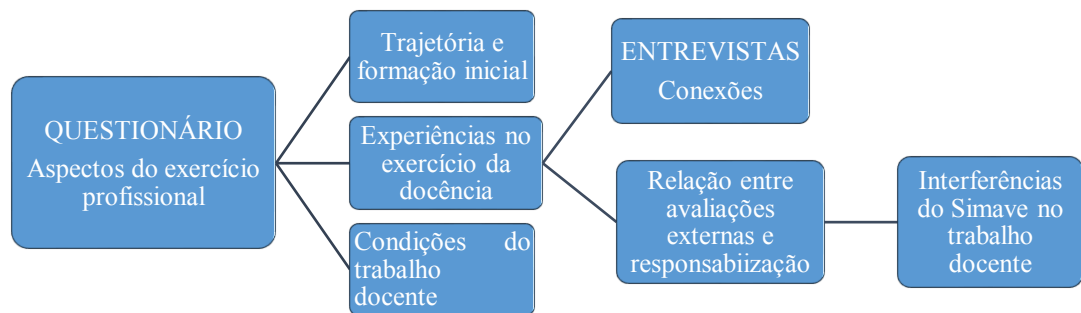 QUESTIONÁRIO
Aspectos do exercício
profissional
Trajetória e
formação inicial
Experiências no
exercício da
docência
Condições do
trabalho
docente
ENTREVISTAS
Conexões
Relação entre
avaliações
externas e
responsabiização
Interferências
do Simave no
trabalho
docente